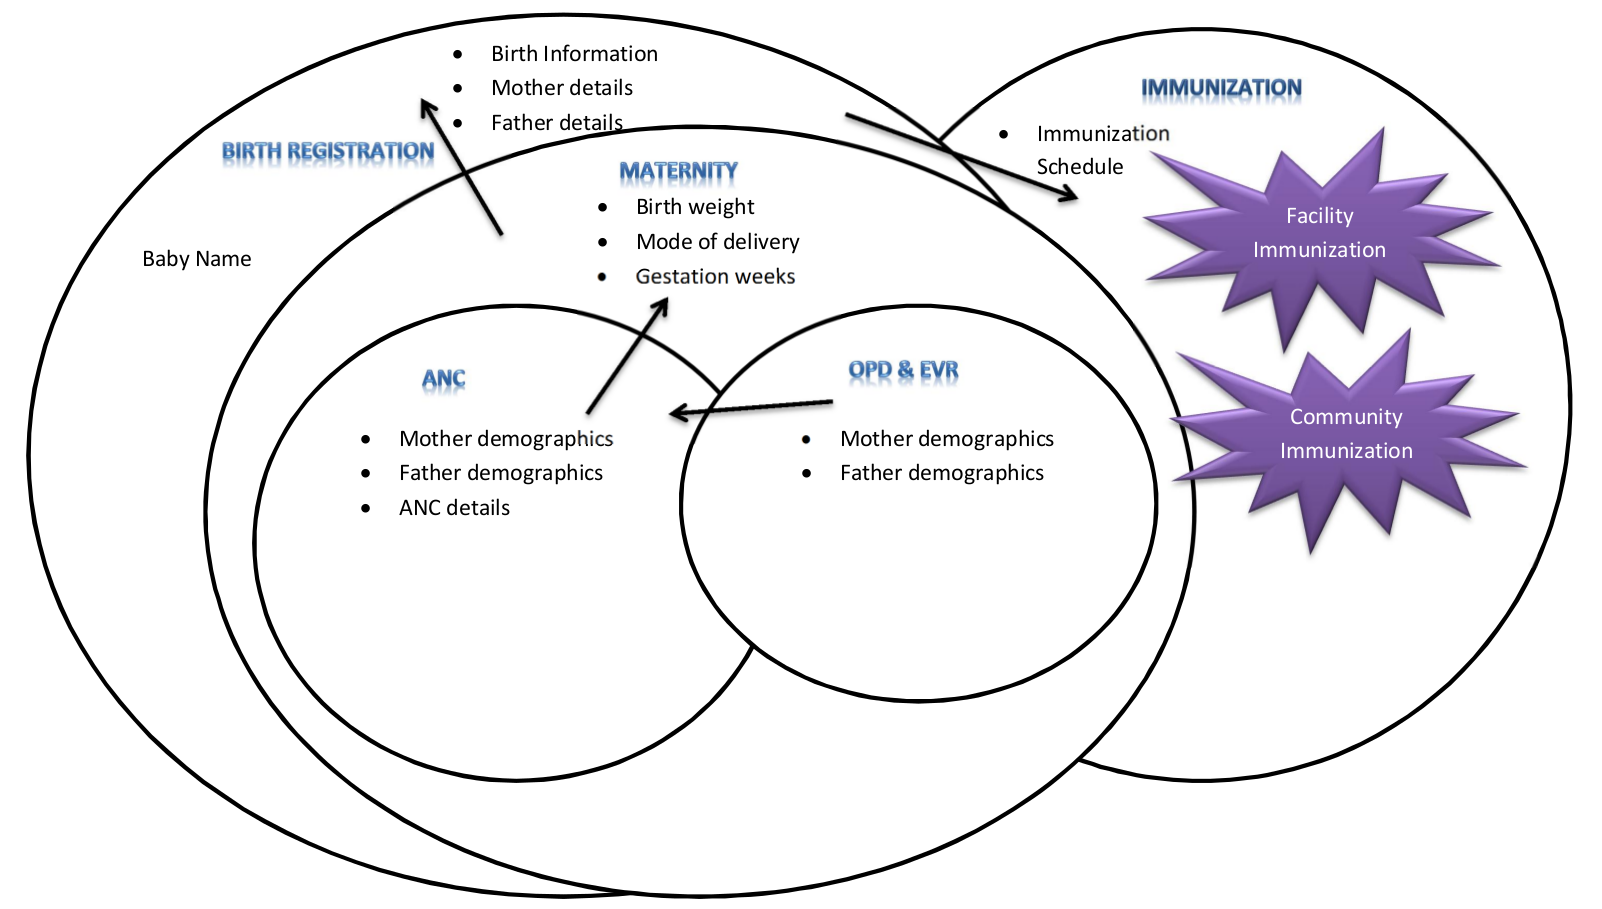 • Birth Information
• Mother details
• Father details
BIRTH REGISTRATION
Baby Name
MATERNITY
• Birth weight
• Mode of delivery
• Gestation weeks
ANC
• Mother demographics
• Father demographics
• ANC details
OPD & EVR
• Mother demographics
• Father demographics
IMMUNIZATION
• Immunization
Schedule
Facility
Immunization
Community
Immunization